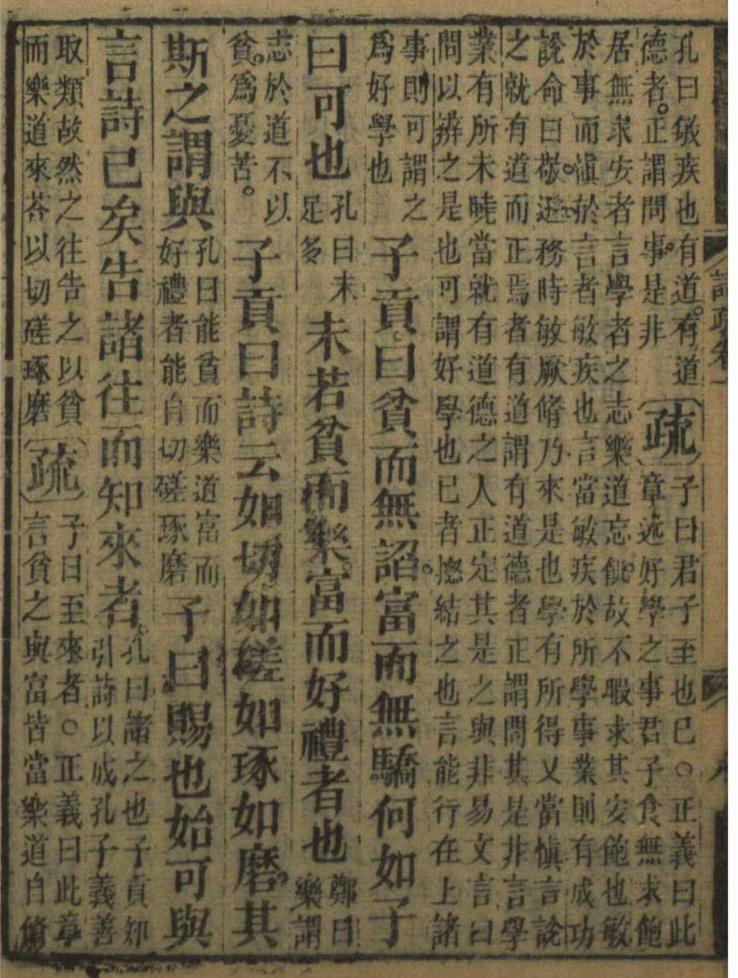 孔曰敏疾也有道有道
德者正謂問事是非
疏
子曰君子至也已○正義曰此
章述好學之事君子食無求飽
居無求安者言學者之志樂道忘飢故不暇求其安飽也敏
於事而慎於言者敏疾也言當敏疾於所學事業則有成功
說命曰敬遜務時敏厥脩乃來是也學有所得又當慎言說
之就有道而正焉者有道謂有道德者正謂問其是非言學
業有所未曉當就有道德之人正定其是之與非易文言曰
問以辨之是也可謂好學也已者揔結之也言能行在上諸
事則可謂之
為好學也
子貢曰貧而無諂富而無驕何如子
曰可也
孔曰未
足多
未若貧而樂富而好禮者也
鄭曰
樂謂
志於道不以
貧為憂苦
子貢曰詩云如切如磋如琢如磨其
斯之謂與
孔曰能貧而樂道富而
好禮者能自切磋琢磨
子曰賜也始可與
言詩已矣告諸往而知來者
孔曰諸之也子貢知
引詩以成孔子義善
取類故然之往告之以貧
而樂道來荅以切磋琢磨
疏
子曰至來者○正義曰此章
言貧之與富皆當樂道自脩